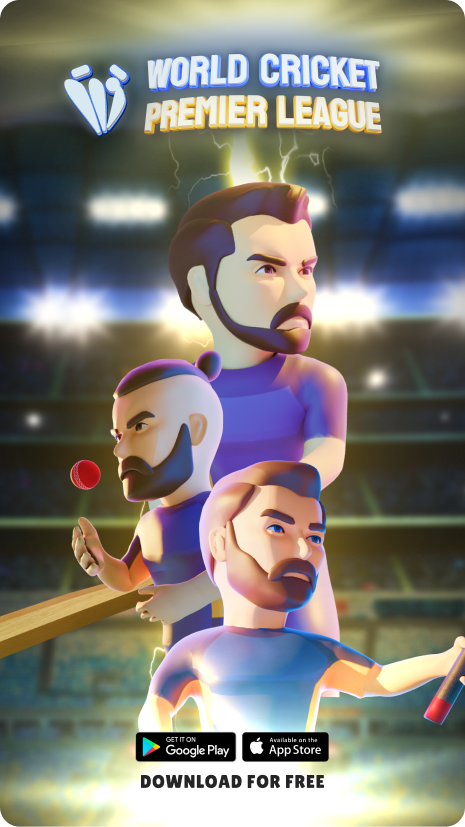 WORLD CRICKET
PREMIER LEAGUE
GET IT ON
Google Play
Available on the
App Store
DOWNLOAD FOR FREE